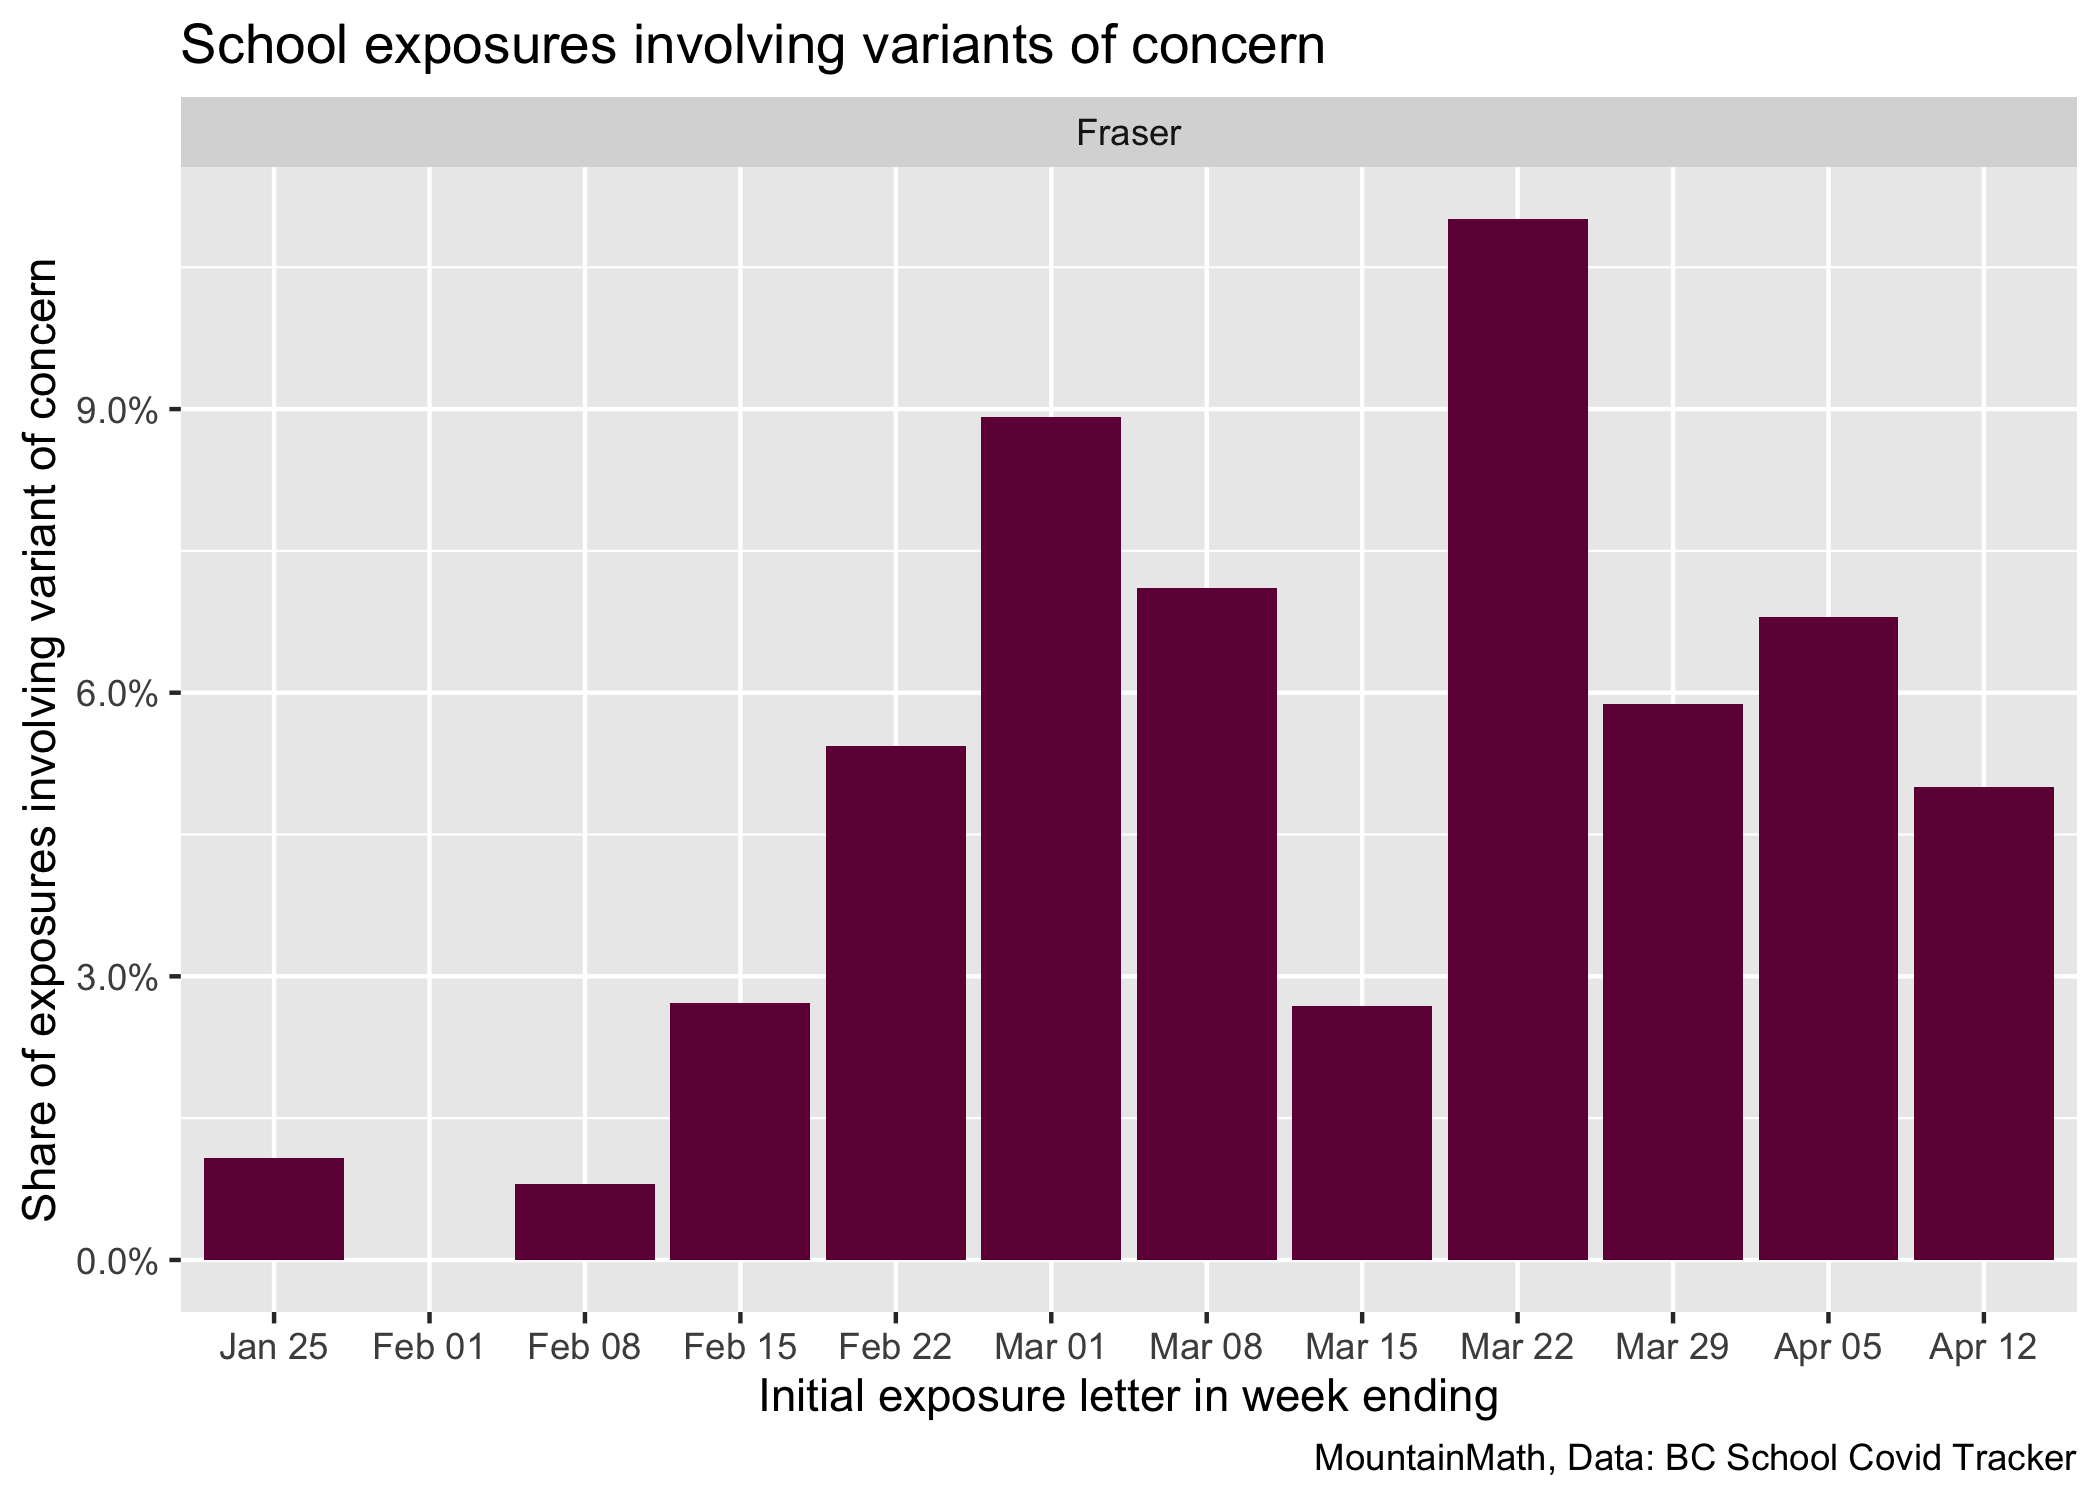 School exposures involving variants of concern
Fraser
Share of exposures involving variant of concern
9.0%
6.0%
3.0%
0.0%
Jan 25 Feb 01 Feb 08 Feb 15 Feb 22 Mar 01 Mar 08 Mar 15 Mar 22 Mar 29 Apr 05 Apr 12
Initial exposure letter in week ending
MountainMath, Data: BC School Covid Tracker